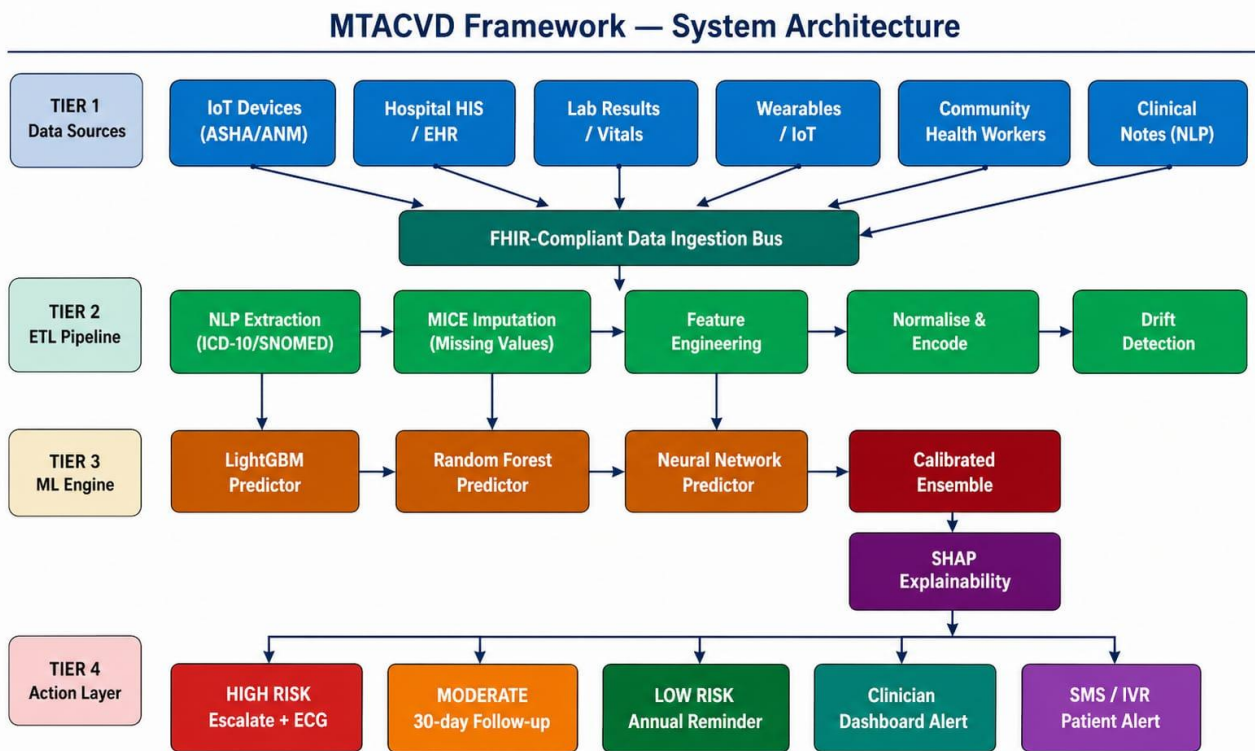 MTACVD Framework — System Architecture
TIER 1
Data Sources
IoT Devices
(ASHA/ANM)
Hospital HIS
/ EHR
Lab Results
/ Vitals
Wearables
/ IoT
Community
Health Workers
Clinical
Notes (NLP)
FHIR-Compliant Data Ingestion Bus
TIER 2
ETL Pipeline
NLP Extraction
(ICD-10/SNOMED)
MICE Imputation
(Missing Values)
Feature
Engineering
Normalise &
Encode
Drift
Detection
TIER 3
ML Engine
LightGBM
Predictor
Random Forest
Predictor
Neural Network
Predictor
Calibrated
Ensemble
SHAP
Explainability
TIER 4
Action Layer
HIGH RISK
Escalate + ECG
MODERATE
30-day Follow-up
LOW RISK
Annual Reminder
Clinician
Dashboard Alert
SMS / IVR
Patient Alert